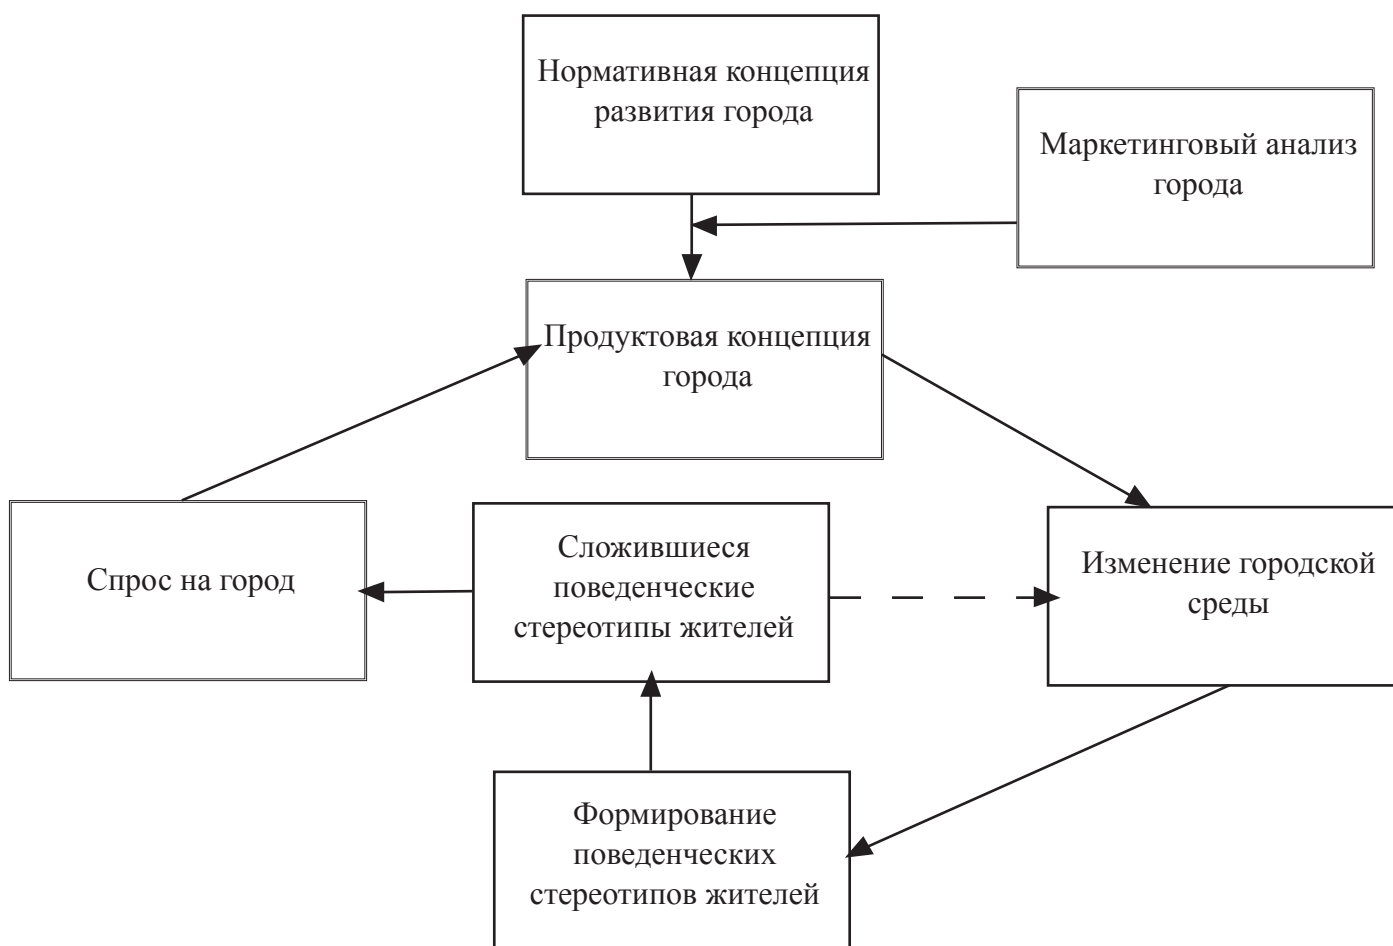 Нормативная концепция
развития города
Маркетинговый анализ
города
Продуктовая концепция
города
Спрос на город
Сложившиеся
поведенческие
стереотипы жителей
Изменение городской
среды
Формирование
поведенческих
стереотипов жителей